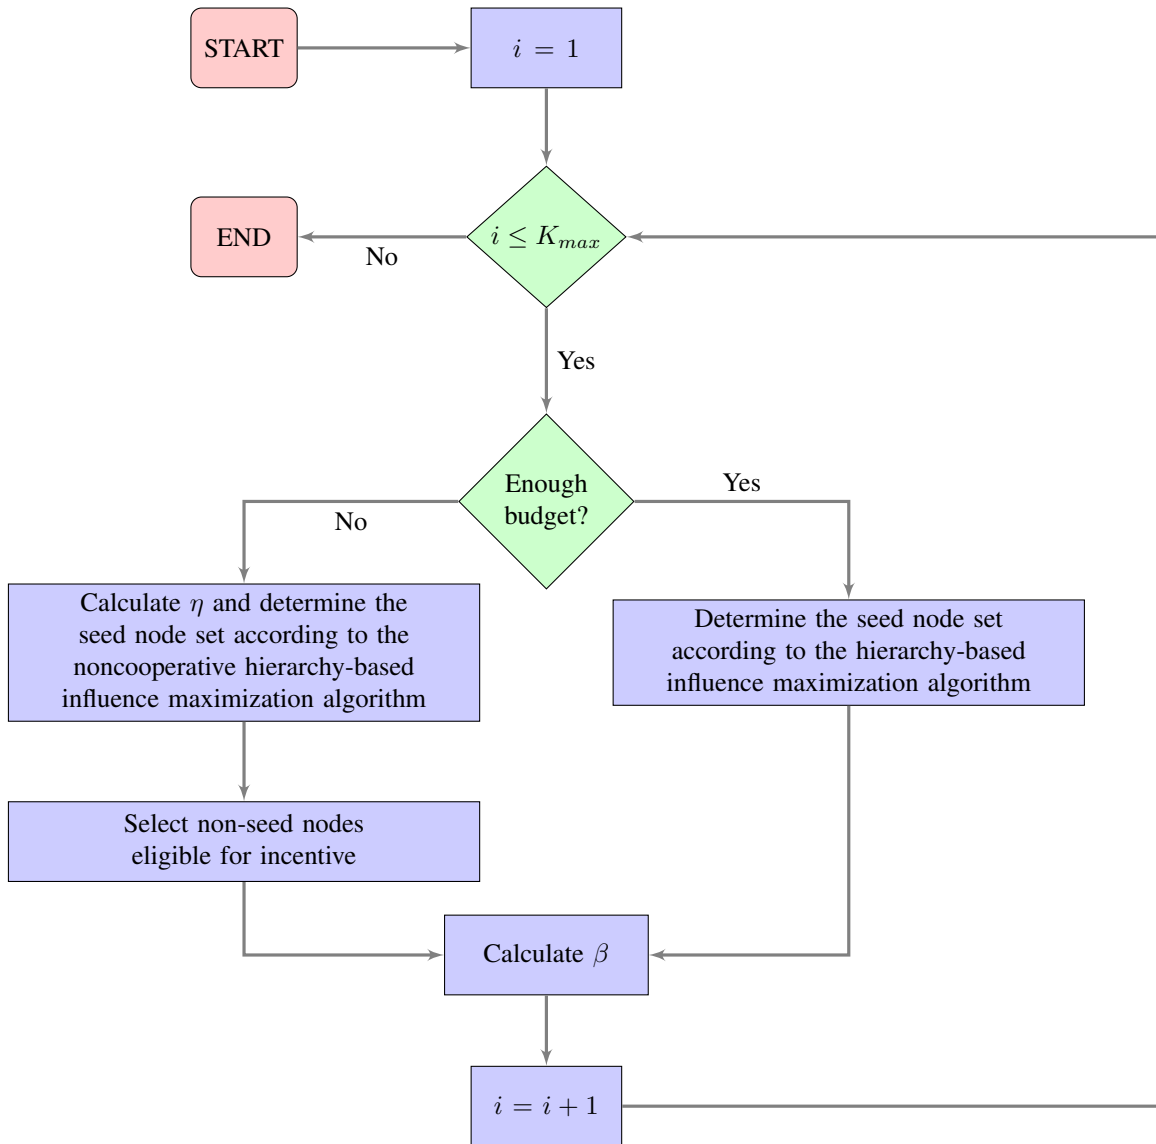 START
i = 1
END
No
i ≤ K_{max}
Yes
Enough
budget?
No
Yes
Calculate η and determine the
seed node set according to the
noncooperative hierarchy-based
influence maximization algorithm
Determine the seed node set
according to the hierarchy-based
influence maximization algorithm
Select non-seed nodes
eligible for incentive
Calculate β
i = i + 1